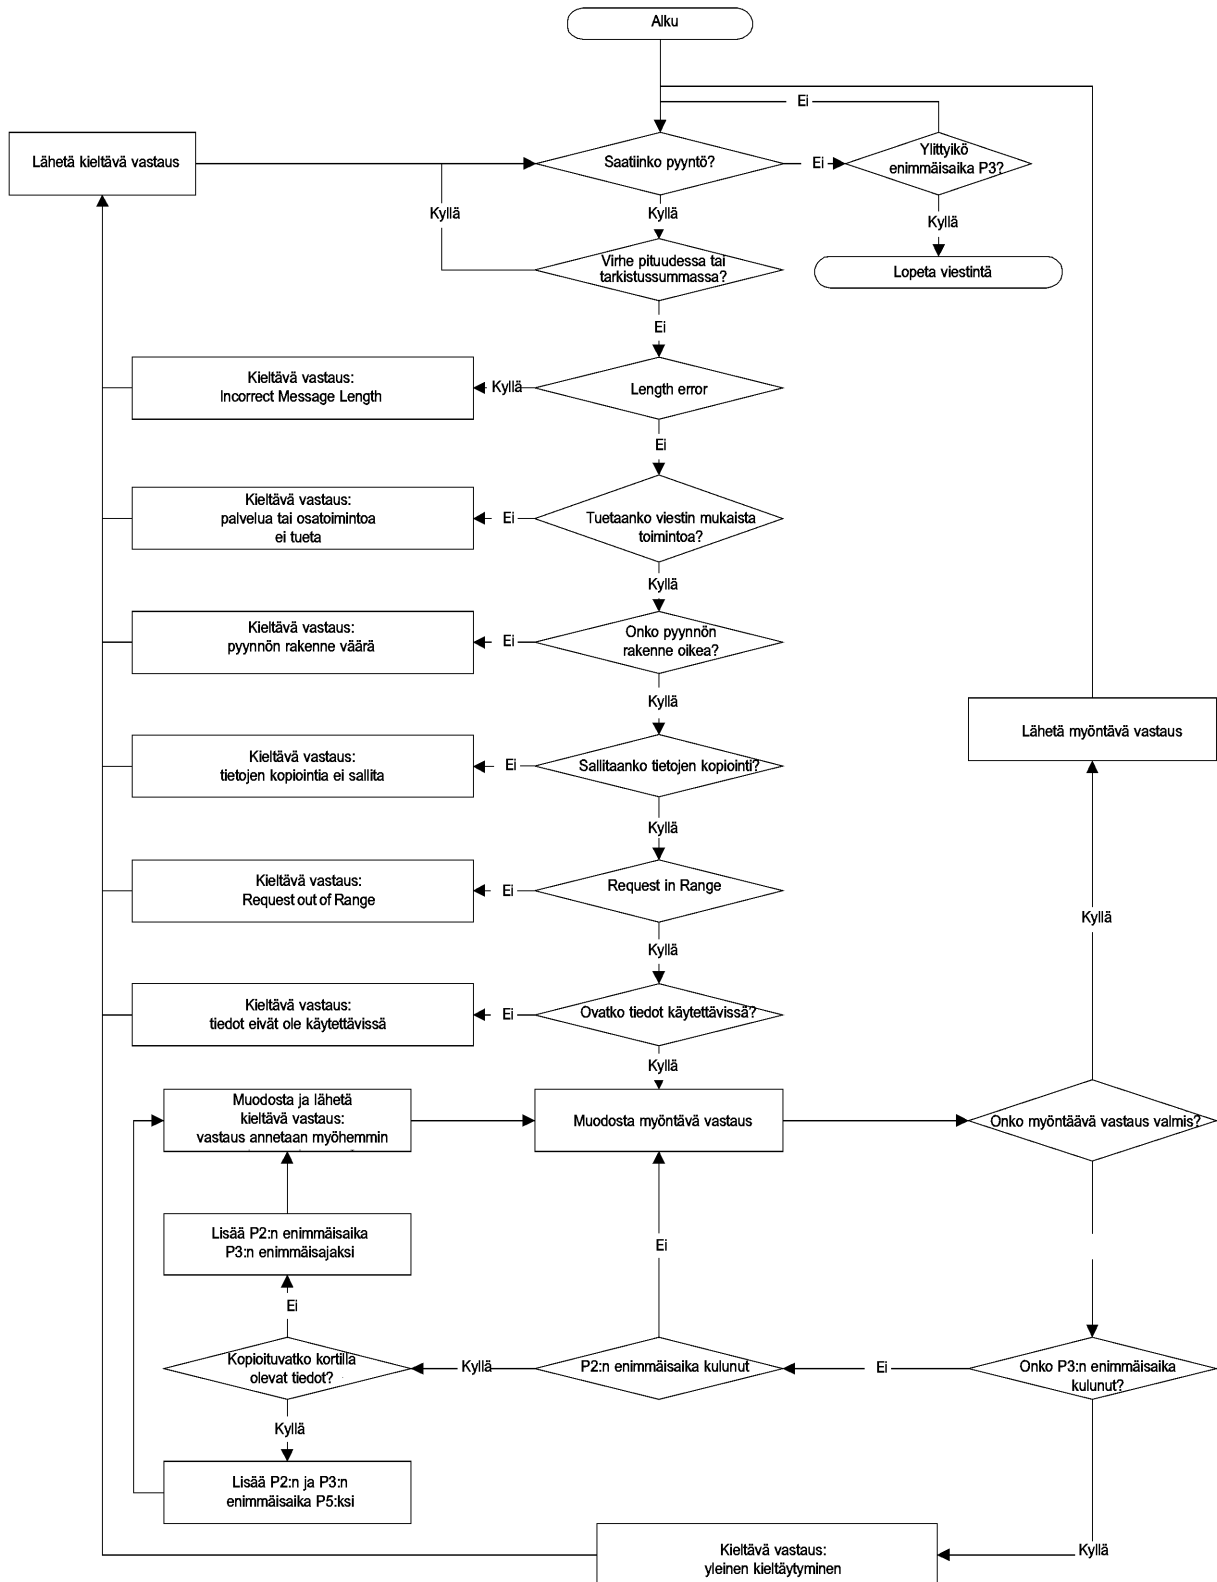 Alku
Ei
Lähetä kieltävä vastaus
Saatiinko pyyntö?
Ei
Ylittyikö
enimmäisaika P3?
Kyllä
Kyllä
Kyllä
Virhe pituudessa tai
tarkistussummassa?
Lopeta viestintä
Ei
Kieltävä vastaus:
Incorrect Message Length
Kyllä
Length error
Ei
Kieltävä vastaus:
palvelua tai osatoimintoa
ei tueta
Ei
Tuetaanko viestin mukaista
toimintoa?
Kyllä
Kieltävä vastaus:
pyynnön rakenne väärä
Ei
Onko pyynnön
rakenne oikea?
Kyllä
Lähetä myöntävä vastaus
Kieltävä vastaus:
tietojen kopiointia ei sallita
Ei
Sallitaanko tietojen kopiointi?
Kyllä
Kieltävä vastaus:
Request out of Range
Ei
Request in Range
Kyllä
Kyllä
Kieltävä vastaus:
tiedot eivät ole käytettävissä
Ei
Ovatko tiedot käytettävissä?
Kyllä
Muodosta ja lähetä
kieltävä vastaus:
vastaus annetaan myöhemmin
Muodosta myöntävä vastaus
Onko myöntäävä vastaus valmis?
Lisää P2:n enimmäisaika
P3:n enimmäisajaksi
Ei
Ei
Kopioituvatko kortilla
olevat tiedot?
Kyllä
P2:n enimmäisaika kulunut
Ei
Onko P3:n enimmäisaika
kulunut?
Kyllä
Lisää P2:n ja P3:n
enimmäisaika P5:ksi
Kieltävä vastaus:
yleinen kieltäytyminen
Kyllä